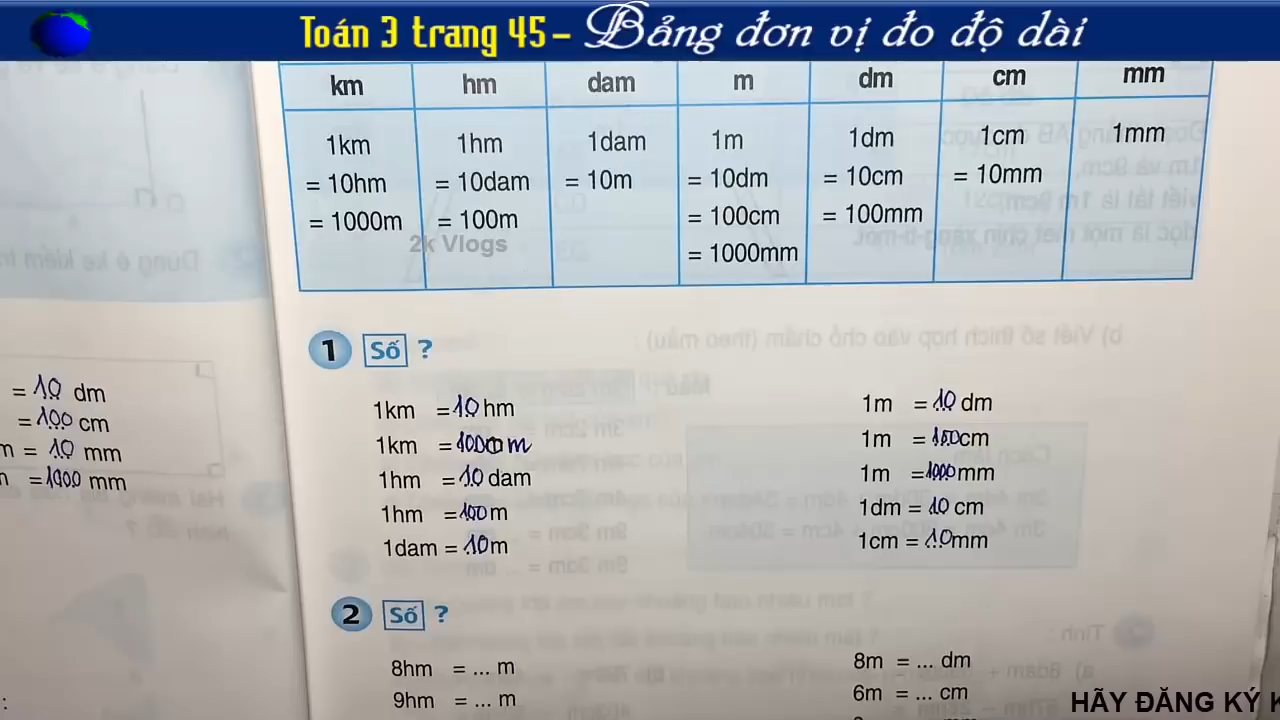 Toán 3 trang 45 – Bảng đơn vị đo độ dài
km hm dam m dm cm mm
1km 1hm 1dam 1m 1dm 1cm 1mm
= 10hm = 10dam = 10m = 10dm = 10cm = 10mm
= 1000m = 100m = 100cm = 100mm
2k Vlogs
= 1000mm
1 Số ?
= 10 dm
= 100 cm
m = 10 mm
= 1000 mm
1km = 10 hm
1km = 1000 m
1hm = 10 dam
1hm = 100 m
1dam = 10 m
1m = 10 dm
1m = 100 cm
1m = 1000 mm
1dm = 10 cm
1cm = 10 mm
2 Số ?
8hm = ... m
9hm = ... m
8m = ... dm
6m = ... cm
HÃY ĐĂNG KÝ